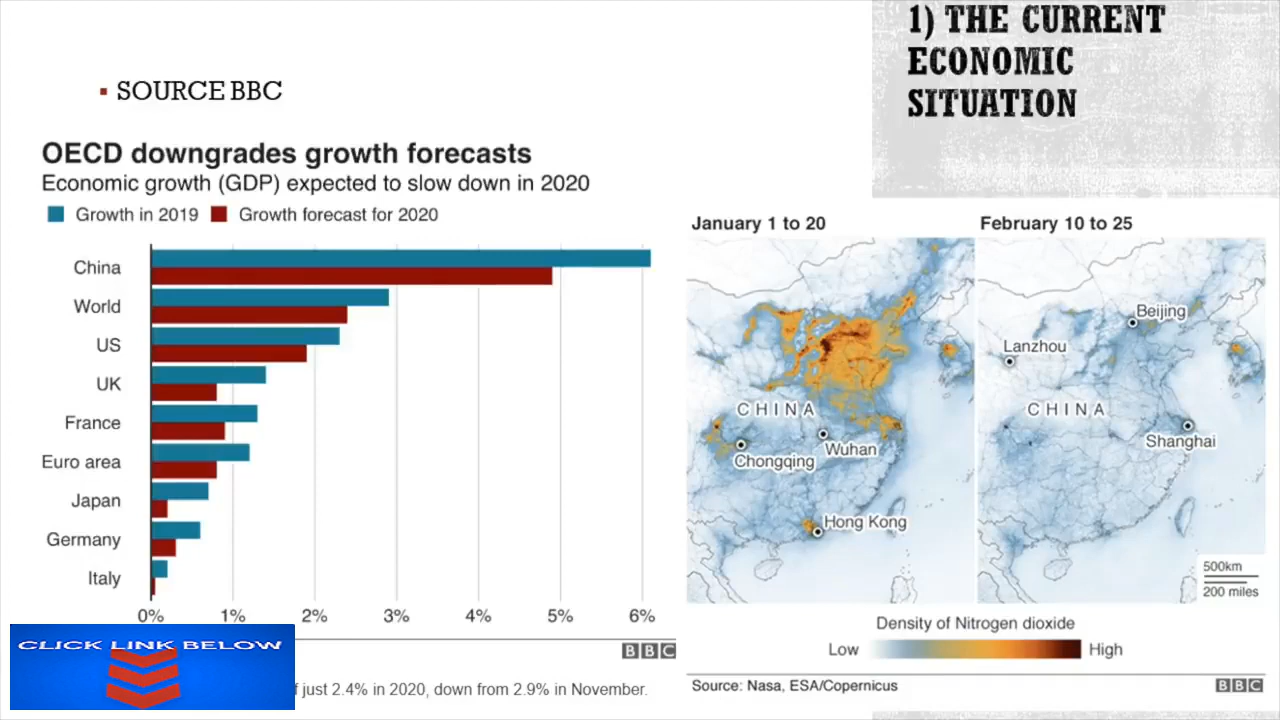 1) THE CURRENT
ECONOMIC
SITUATION
SOURCE BBC
OECD downgrades growth forecasts
Economic growth (GDP) expected to slow down in 2020
Growth in 2019
Growth forecast for 2020
China
World
US
UK
France
Euro area
Japan
Germany
Italy
0% 1% 2% 3% 4% 5% 6%
BBC
CLICK LINK BELOW
just 2.4% in 2020, down from 2.9% in November.
January 1 to 20
CHINA
Wuhan
Chongqing
Hong Kong
February 10 to 25
Beijing
Lanzhou
CHINA
Shanghai
500km
200 miles
Density of Nitrogen dioxide
Low High
Source: Nasa, ESA/Copernicus
BBC